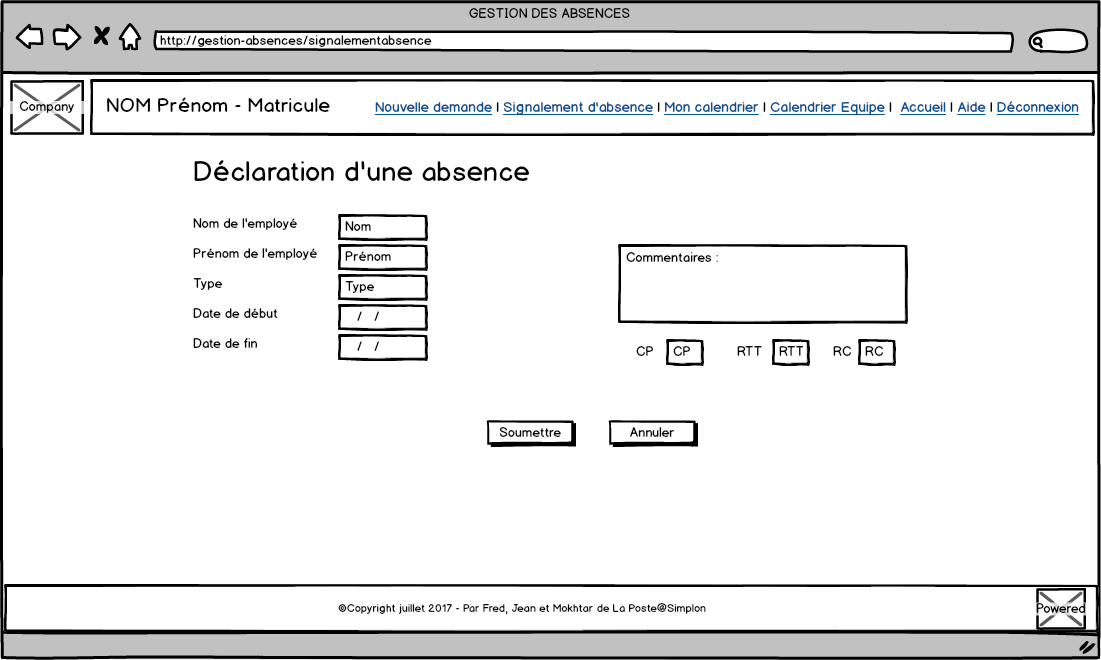 GESTION DES ABSENCES
http://gestion-absences/signalementabsence
Company
NOM Prénom - Matricule
Nouvelle demande | Signalement d'absence | Mon calendrier | Calendrier Equipe | Accueil | Aide | Déconnexion
Déclaration d'une absence
Nom de l'employé Nom
Prénom de l'employé Prénom
Type Type
Date de début / /
Date de fin / /
Commentaires :
CP CP RTT RTT RC RC
Soumettre Annuler
©Copyright juillet 2017 - Par Fred, Jean et Mokhtar de La Poste@Simplon
Powered